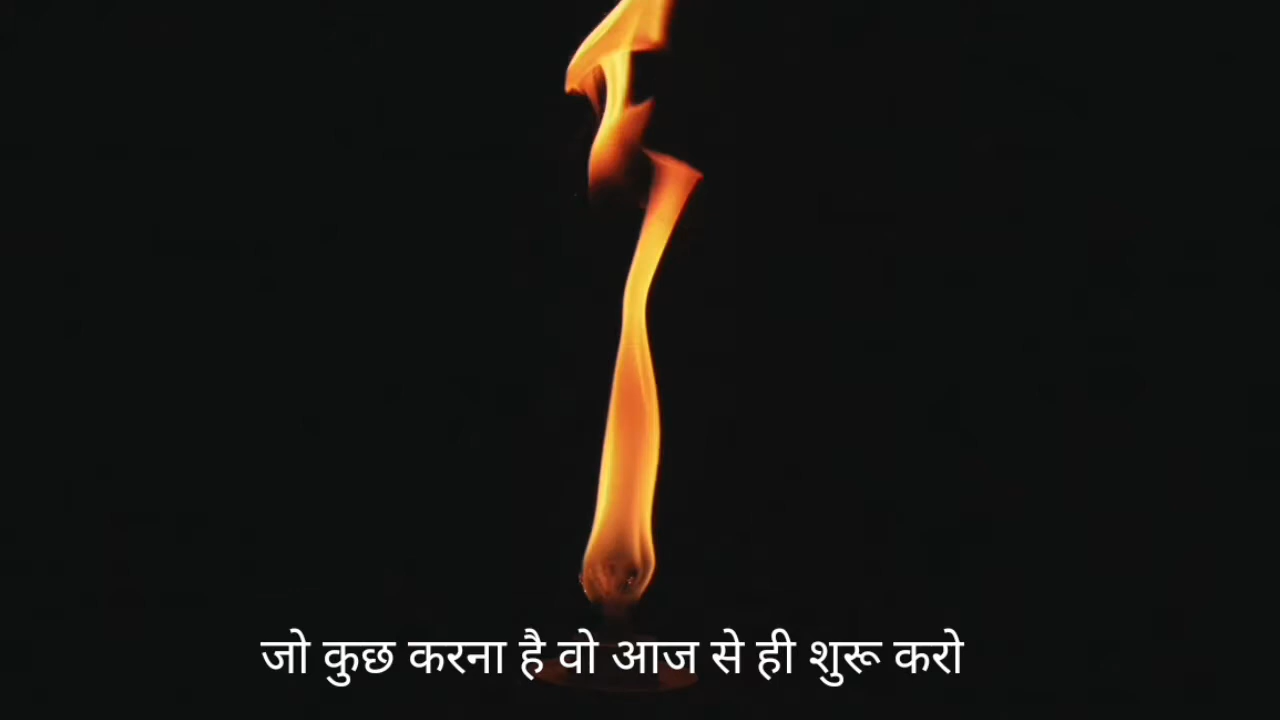 जो कुछ करना है वो आज से ही शुरू करो